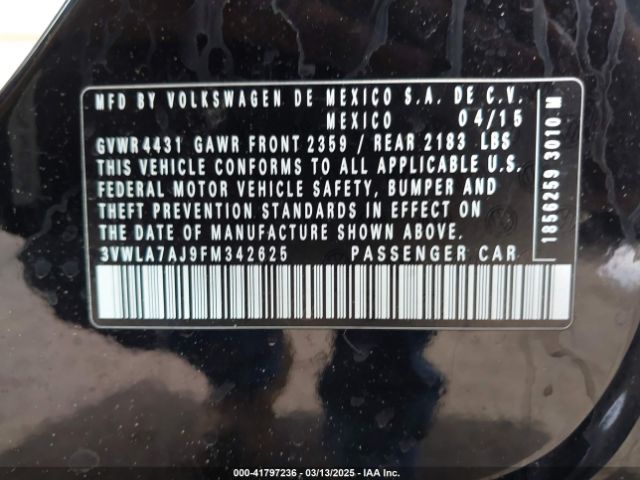 MFD BY VOLKSWAGEN DE MEXICO S.A. DE C.V.
MEXICO 04/15
GVWR 4431 GAWR FRONT 2359 / REAR 2183 LBS
THIS VEHICLE CONFORMS TO ALL APPLICABLE U.S.
FEDERAL MOTOR VEHICLE SAFETY, BUMPER AND
THEFT PREVENTION STANDARDS IN EFFECT ON
THE DATE OF MANUFACTURE SHOWN ABOVE.
3VWLA7AJ9FM342625 PASSENGER CAR
1850259 3010 M
000-41797236 - 03/13/2025 - IAA Inc.